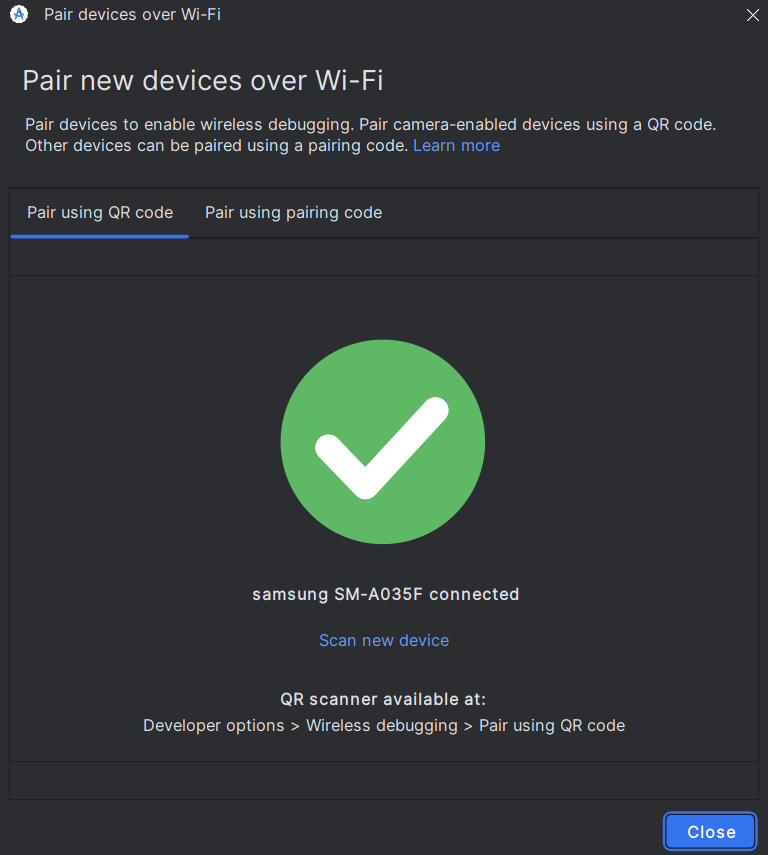 Pair devices over Wi-Fi
Pair new devices over Wi-Fi
Pair devices to enable wireless debugging. Pair camera-enabled devices using a QR code.
Other devices can be paired using a pairing code. Learn more
Pair using QR code
Pair using pairing code
samsung SM-A035F connected
Scan new device
QR scanner available at:
Developer options > Wireless debugging > Pair using QR code
Close